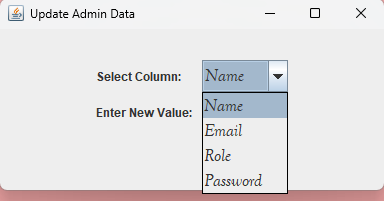 Update Admin Data
Select Column: Name
Name
Enter New Value:
Email
Role
Password